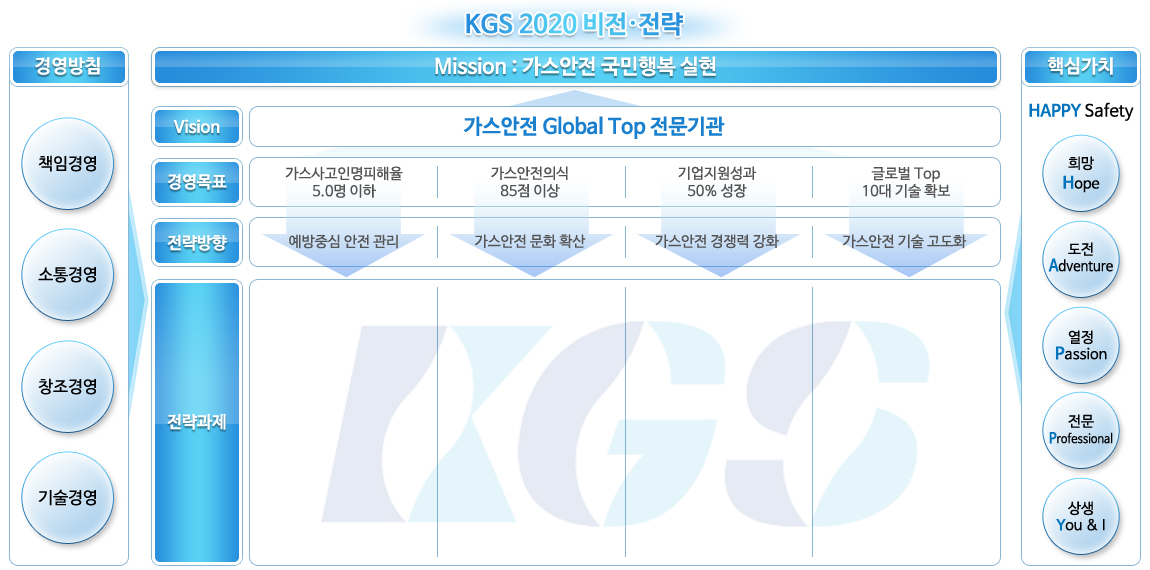 KGS 2020 비전·전략
경영방침
책임경영
소통경영
창조경영
기술경영
Mission : 가스안전 국민행복 실현
Vision
가스안전 Global Top 전문기관
경영목표
가스사고인명피해율
5.0명 이하
가스안전의식
85점 이상
기업지원성과
50% 성장
글로벌 Top
10대 기술 확보
전략방향
예방중심 안전 관리
가스안전 문화 확산
가스안전 경쟁력 강화
가스안전 기술 고도화
전략과제
KGS
핵심가치
HAPPY Safety
희망
Hope
도전
Adventure
열정
Passion
전문
Professional
상생
You & I